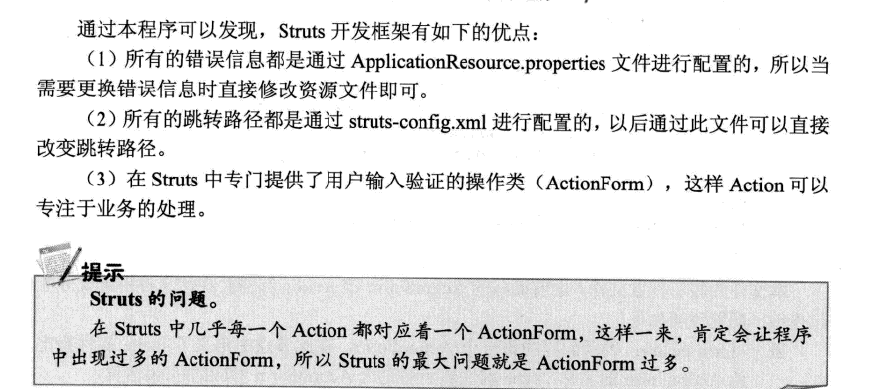 通过本程序可以发现，Struts 开发框架有如下的优点：
（1）所有的错误信息都是通过 ApplicationResource.properties 文件进行配置的，所以当
需要更换错误信息时直接修改资源文件即可。
（2）所有的跳转路径都是通过 struts-config.xml 进行配置的，以后通过此文件可以直接
改变跳转路径。
（3）在 Struts 中专门提供了用户输入验证的操作类（ActionForm），这样 Action 可以
专注于业务的处理。
提示
Struts 的问题。
在 Struts 中几乎每一个 Action 都对应着一个 ActionForm，这样一来，肯定会让程序
中出现过多的 ActionForm，所以 Struts 的最大问题就是 ActionForm 过多。